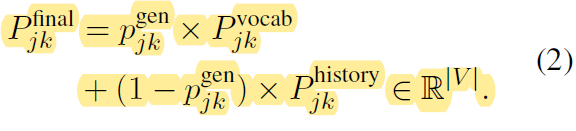 P_{jk}^{final} = p_{jk}^{gen} × P_{jk}^{vocab}
+ (1 − p_{jk}^{gen}) × P_{jk}^{history} ∈ ℝ^{|V|}. (2)